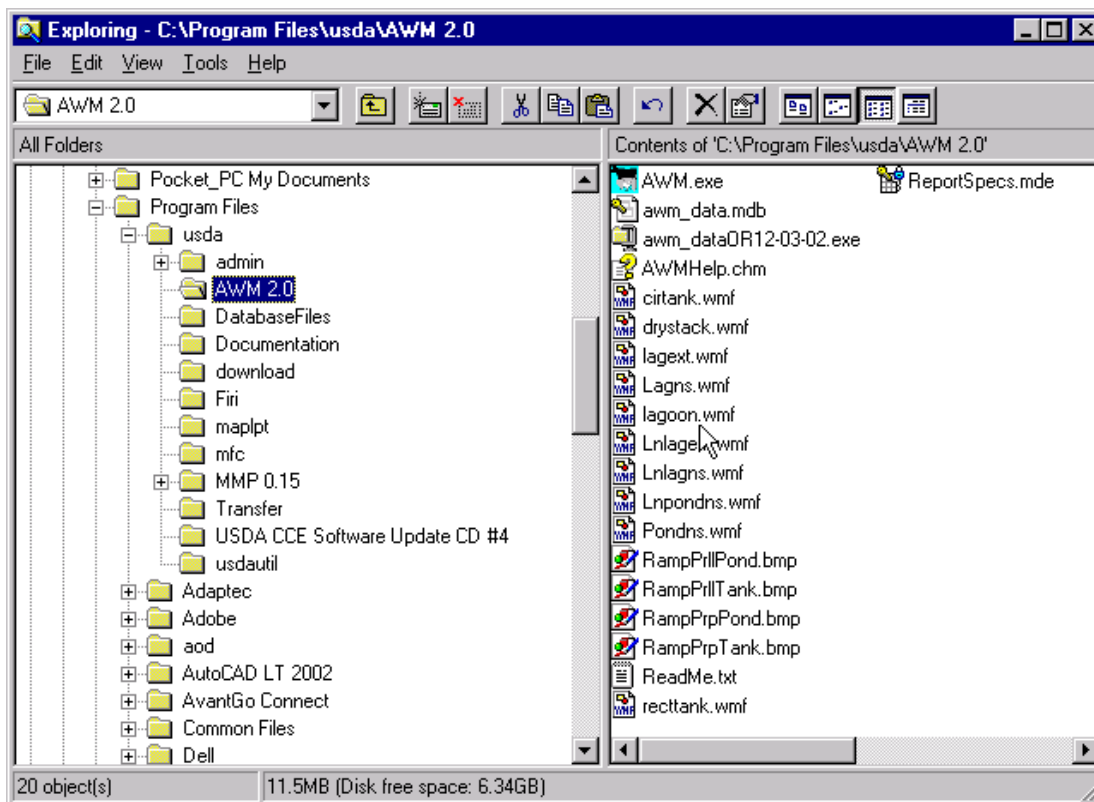 Exploring - C:\Program Files\usda\AWM 2.0
File Edit View Tools Help
AWM 2.0
All Folders
Pocket_PC My Documents
Program Files
usda
admin
AWM 2.0
DatabaseFiles
Documentation
download
Firi
maplpt
mfc
MMP 0.15
Transfer
USDA CCE Software Update CD #4
usdautil
Adaptec
Adobe
aod
AutoCAD LT 2002
AvantGo Connect
Common Files
Dell
Contents of 'C:\Program Files\usda\AWM 2.0'
AWM.exe
awm_data.mdb
awm_dataOR12-03-02.exe
AWMHelp.chm
cirtank.wmf
drystack.wmf
lagext.wmf
Lagns.wmf
lagoon.wmf
Lnlagns.wmf
Lnpondns.wmf
Pondns.wmf
RampPrllPond.bmp
RampPrllTank.bmp
RampPrpPond.bmp
RampPrpTank.bmp
ReadMe.txt
recttank.wmf
ReportSpecs.mde
20 object(s)
11.5MB (Disk free space: 6.34GB)